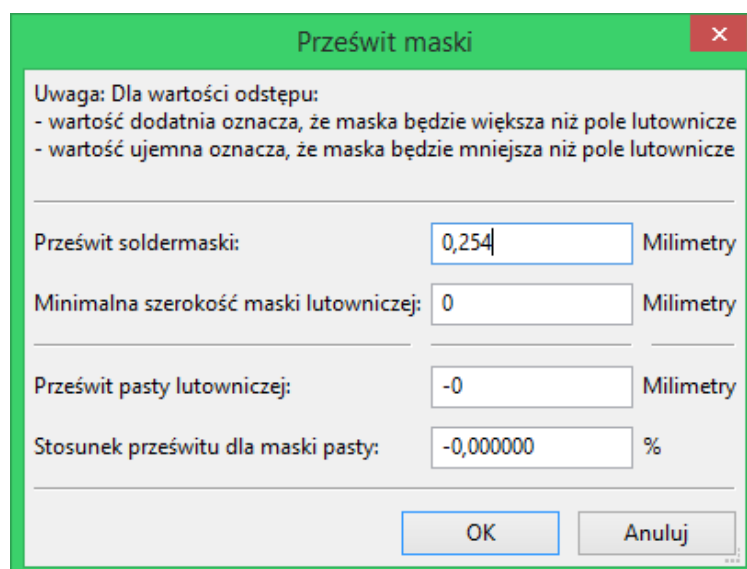 Prześwit maski
Uwaga: Dla wartości odstępu:
- wartość dodatnia oznacza, że maska będzie większa niż pole lutownicze
- wartość ujemna oznacza, że maska będzie mniejsza niż pole lutownicze
Prześwit soldermaski: 0,254 Milimetry
Minimalna szerokość maski lutowniczej: 0 Milimetry
Prześwit pasty lutowniczej: -0 Milimetry
Stosunek prześwitu dla maski pasty: -0,000000 %
OK Anuluj